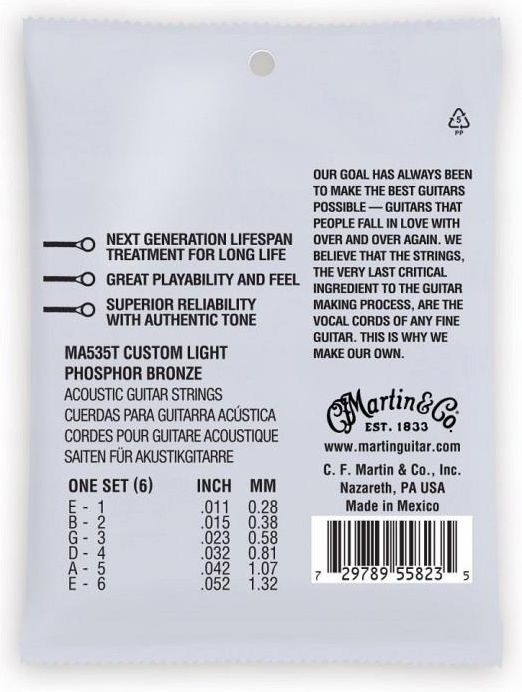 5
PP
OUR GOAL HAS ALWAYS BEEN
TO MAKE THE BEST GUITARS
POSSIBLE — GUITARS THAT
PEOPLE FALL IN LOVE WITH
OVER AND OVER AGAIN. WE
BELIEVE THAT THE STRINGS,
THE VERY LAST CRITICAL
INGREDIENT TO THE GUITAR
MAKING PROCESS, ARE THE
VOCAL CORDS OF ANY FINE
GUITAR. THIS IS WHY WE
MAKE OUR OWN.
NEXT GENERATION LIFESPAN
TREATMENT FOR LONG LIFE
GREAT PLAYABILITY AND FEEL
SUPERIOR RELIABILITY
WITH AUTHENTIC TONE
MA535T CUSTOM LIGHT
PHOSPHOR BRONZE
ACOUSTIC GUITAR STRINGS
CUERDAS PARA GUITARRA ACÚSTICA
CORDES POUR GUITARE ACOUSTIQUE
SAITEN FÜR AKUSTIKGITARRE
ONE SET (6) INCH MM
E - 1 .011 0.28
B - 2 .015 0.38
G - 3 .023 0.58
D - 4 .032 0.81
A - 5 .042 1.07
E - 6 .052 1.32
CF Martin & Co.
EST. 1833
www.martinguitar.com
C. F. Martin & Co., Inc.
Nazareth, PA USA
Made in Mexico
7 29789 55823 5